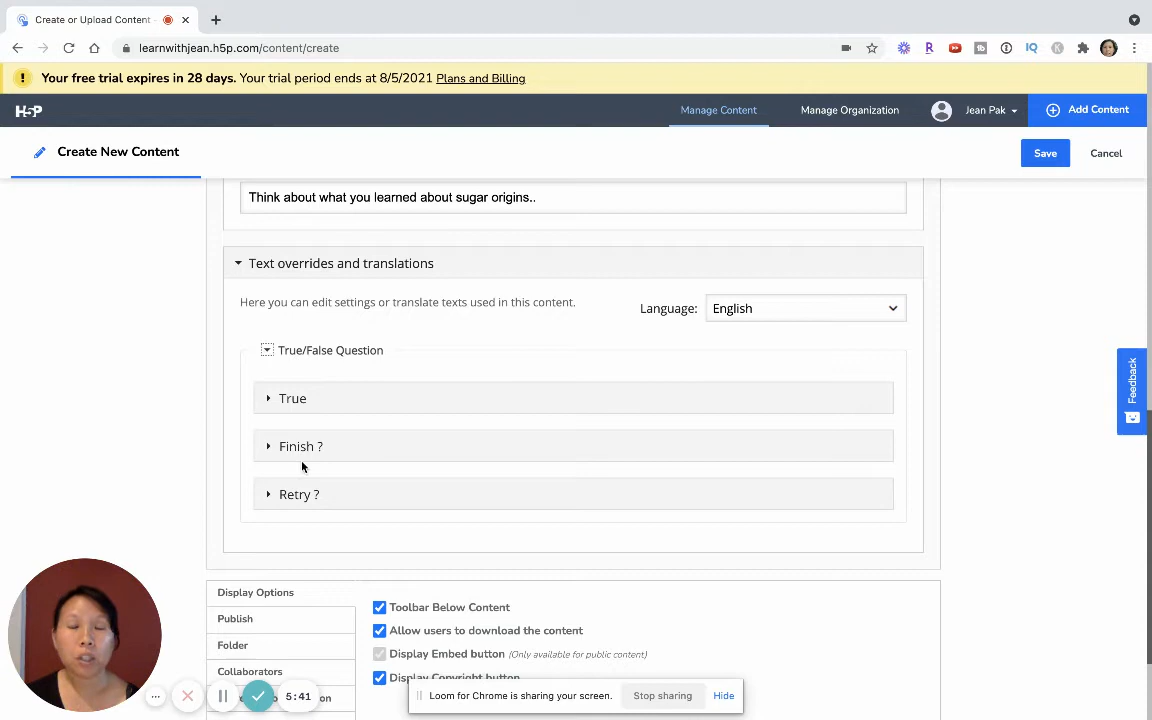 Create or Upload Content
learnwithjean.h5p.com/content/create
Your free trial expires in 28 days. Your trial period ends at 8/5/2021 Plans and Billing
H5P
Manage Content
Manage Organization
Jean Pak
Add Content
Create New Content
Save
Cancel
Think about what you learned about sugar origins..
Text overrides and translations
Here you can edit settings or translate texts used in this content.
Language:
English
True/False Question
True
Finish ?
Retry ?
Feedback
Display Options
Publish
Folder
Collaborators
on
Toolbar Below Content
Allow users to download the content
Display Embed button (Only available for public content)
Display Copyright button
5:41
Loom for Chrome is sharing your screen.
Stop sharing
Hide